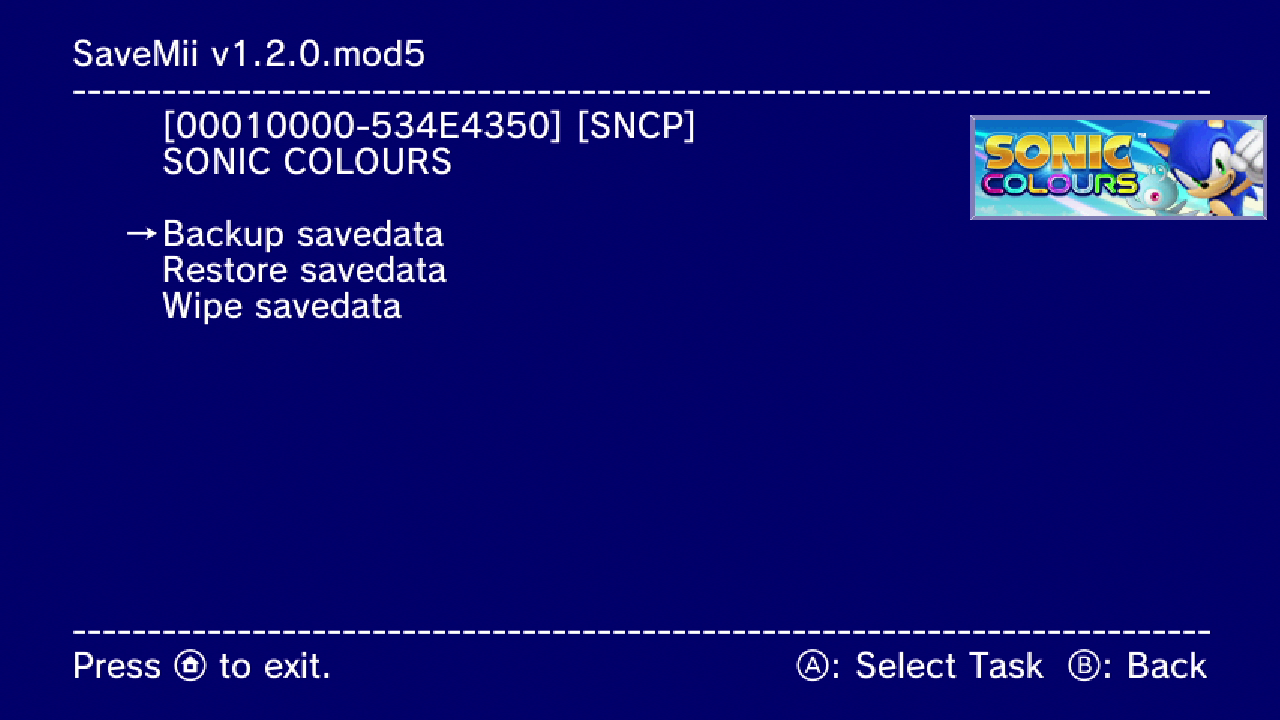 SaveMii v1.2.0.mod5
--------------------------------------------------------------------------------
[00010000-534E4350] [SNCP]
SONIC COLOURS
SONIC™
COLOURS
→Backup savedata
Restore savedata
Wipe savedata
--------------------------------------------------------------------------------
Press to exit. Ⓐ: Select Task Ⓑ: Back